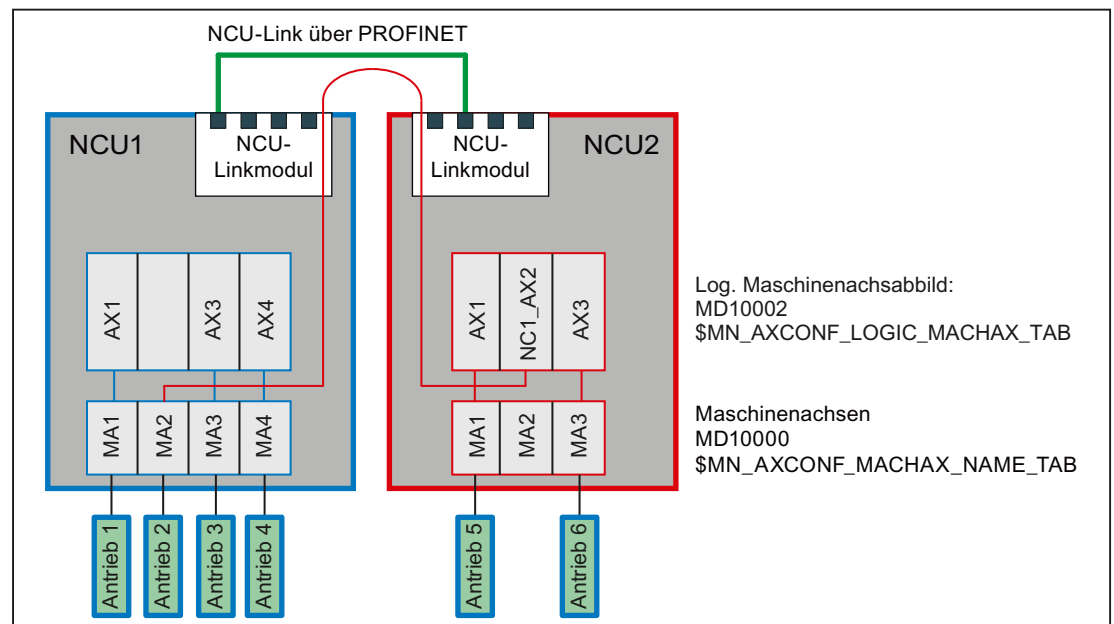 NCU-Link über PROFINET
NCU1
NCU-
Linkmodul
NCU-
Linkmodul
NCU2
AX1
AX3
AX4
AX1
NC1_AX2
AX3
Log. Maschinenachsabbild:
MD10002
$MN_AXCONF_LOGIC_MACHAX_TAB
MA1
MA2
MA3
MA4
MA1
MA2
MA3
Maschinenachsen
MD10000
$MN_AXCONF_MACHAX_NAME_TAB
Antrieb 1
Antrieb 2
Antrieb 3
Antrieb 4
Antrieb 5
Antrieb 6